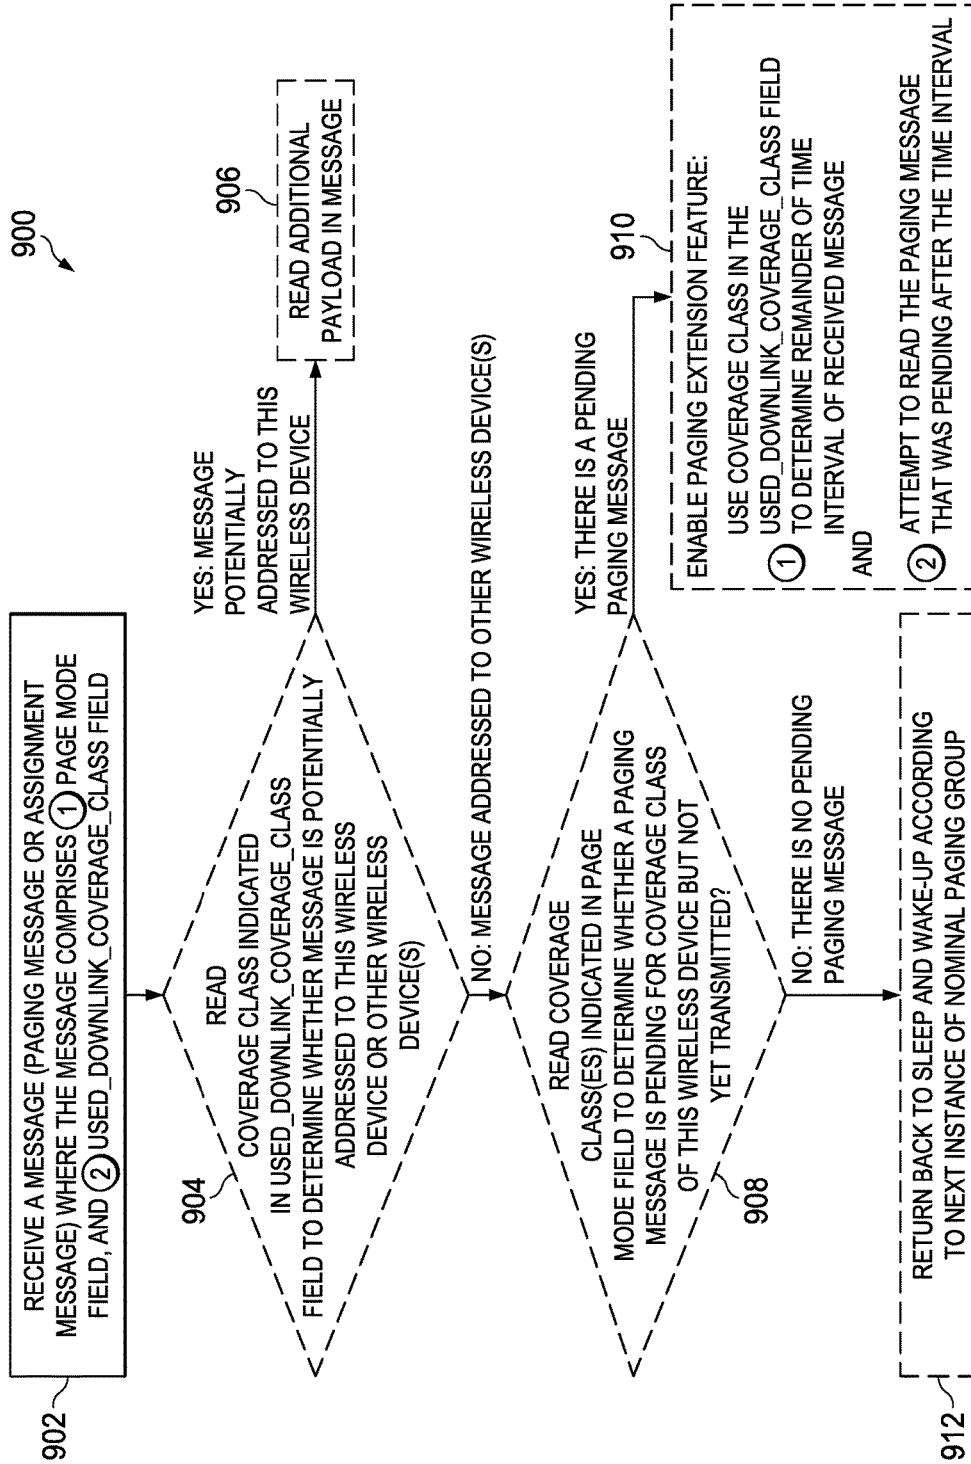 900
902
RECEIVE A MESSAGE (PAGING MESSAGE OR ASSIGNMENT
MESSAGE) WHERE THE MESSAGE COMPRISES 1 PAGE MODE
FIELD, AND 2 USED_DOWNLINK_COVERAGE_CLASS FIELD
904
READ
COVERAGE CLASS INDICATED
IN USED_DOWNLINK_COVERAGE_CLASS
FIELD TO DETERMINE WHETHER MESSAGE IS POTENTIALLY
ADDRESSED TO THIS WIRELESS
DEVICE OR OTHER WIRELESS
DEVICE(S)
YES: MESSAGE
POTENTIALLY
ADDRESSED TO THIS
WIRELESS DEVICE
906
READ ADDITIONAL
PAYLOAD IN MESSAGE
NO: MESSAGE ADDRESSED TO OTHER WIRELESS DEVICE(S)
908
READ COVERAGE
CLASS(ES) INDICATED IN PAGE
MODE FIELD TO DETERMINE WHETHER A PAGING
MESSAGE IS PENDING FOR COVERAGE CLASS
OF THIS WIRELESS DEVICE BUT NOT
YET TRANSMITTED?
YES: THERE IS A PENDING
PAGING MESSAGE
910
ENABLE PAGING EXTENSION FEATURE:
USE COVERAGE CLASS IN THE
USED_DOWNLINK_COVERAGE_CLASS FIELD
1 TO DETERMINE REMAINDER OF TIME
INTERVAL OF RECEIVED MESSAGE
AND
2 ATTEMPT TO READ THE PAGING MESSAGE
THAT WAS PENDING AFTER THE TIME INTERVAL
NO: THERE IS NO PENDING
PAGING MESSAGE
912
RETURN BACK TO SLEEP AND WAKE-UP ACCORDING
TO NEXT INSTANCE OF NOMINAL PAGING GROUP